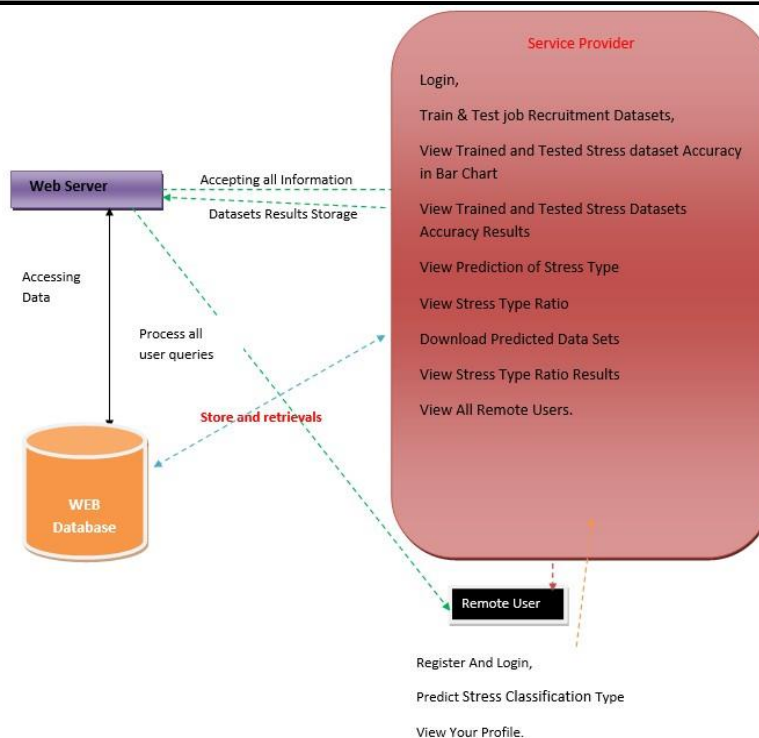 Service Provider
Login,
Train & Test job Recruitment Datasets,
View Trained and Tested Stress dataset Accuracy
in Bar Chart
View Trained and Tested Stress Datasets
Accuracy Results
View Prediction of Stress Type
View Stress Type Ratio
Download Predicted Data Sets
View Stress Type Ratio Results
View All Remote Users.
Web Server
Accepting all Information
Datasets Results Storage
Accessing
Data
Process all
user queries
Store and retrievals
WEB
Database
Remote User
Register And Login,
Predict Stress Classification Type
View Your Profile.